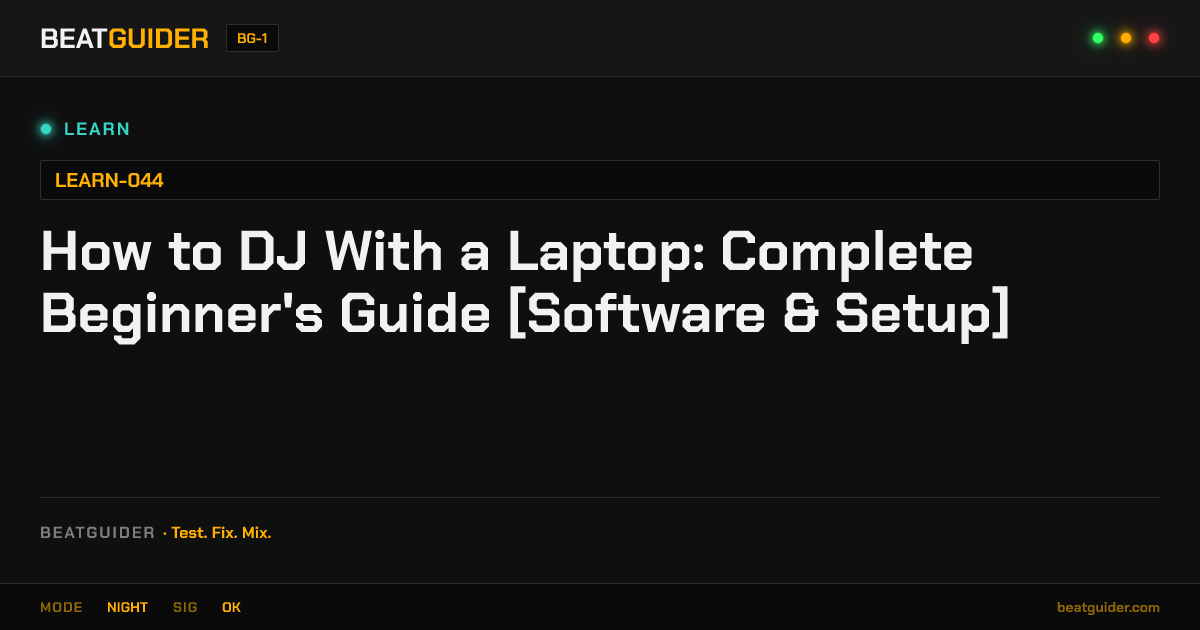 BEATGUIDER BG-1
LEARN
LEARN-044
How to DJ With a Laptop: Complete
Beginner's Guide [Software & Setup]
BEATGUIDER · Test. Fix. Mix.
MODE NIGHT SIG OK beatguider.com